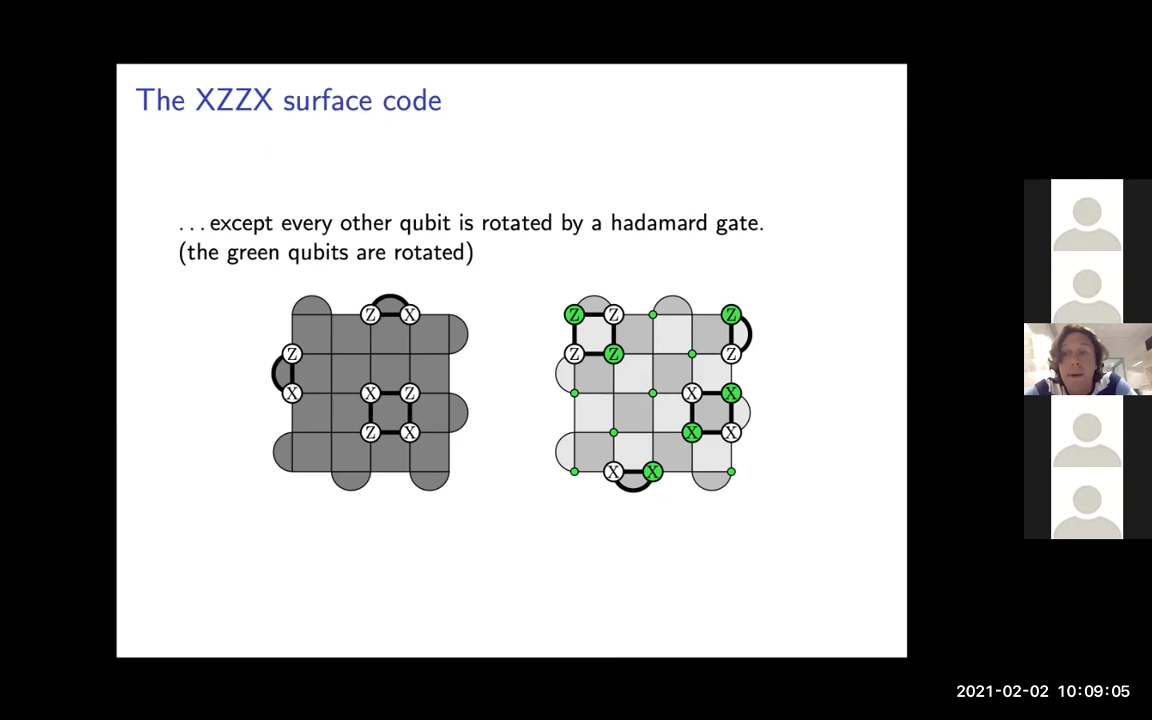 The XZZX surface code
. . . except every other qubit is rotated by a hadamard gate.
(the green qubits are rotated)
Z X
Z
X
X Z
Z X
Z Z
Z Z
Z
Z
X X
X X
X X
2021-02-02 10:09:05